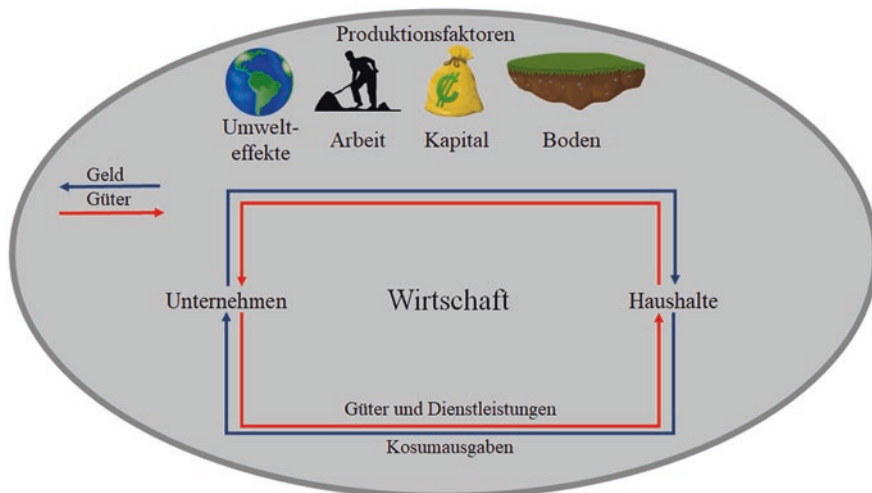 Produktionsfaktoren
Umwelt-
effekte
Arbeit
Kapital
Boden
Geld
Güter
Unternehmen
Wirtschaft
Haushalte
Güter und Dienstleistungen
Kosumausgaben